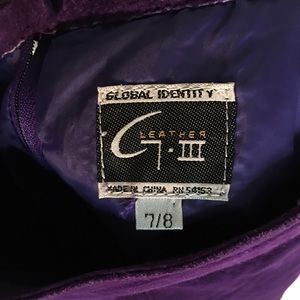 GLOBAL IDENTITY
LEATHER
G·III
MADE IN CHINA RN 54163
7/8